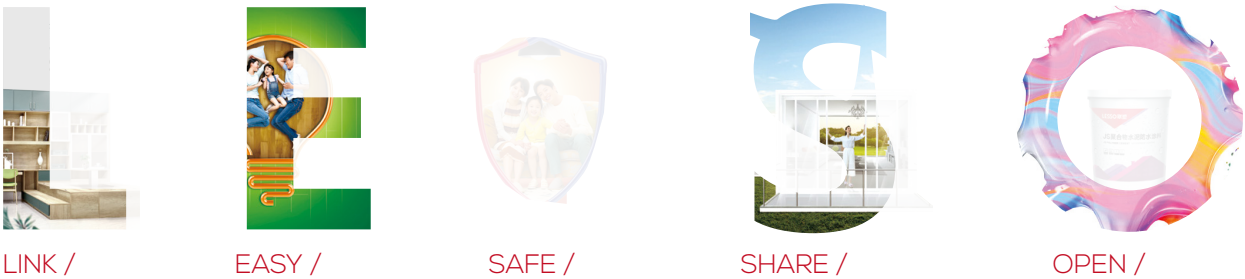 LINK /
EASY /
SAFE /
SHARE /
OPEN /